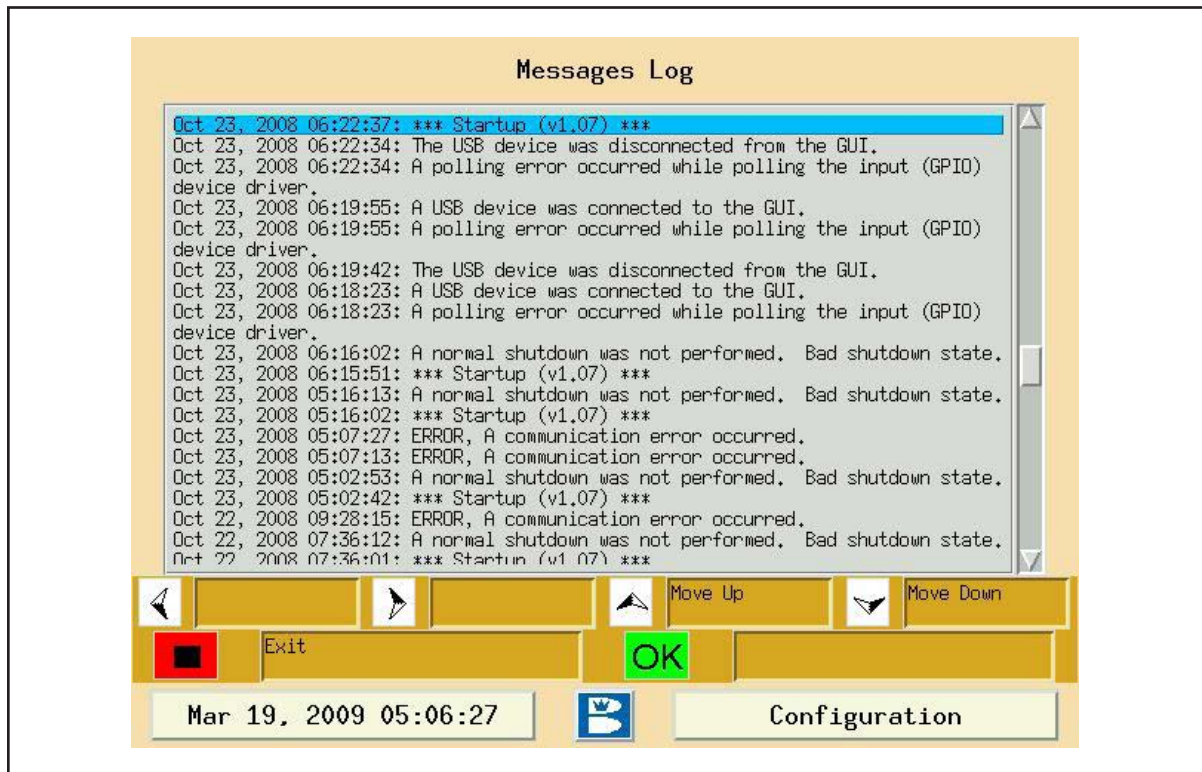 Messages Log
Oct 23, 2008 06:22:37: *** Startup (v1.07) ***
Oct 23, 2008 06:22:34: The USB device was disconnected from the GUI.
Oct 23, 2008 06:22:34: A polling error occurred while polling the input (GPIO)
device driver.
Oct 23, 2008 06:19:55: A USB device was connected to the GUI.
Oct 23, 2008 06:19:55: A polling error occurred while polling the input (GPIO)
device driver.
Oct 23, 2008 06:19:42: The USB device was disconnected from the GUI.
Oct 23, 2008 06:18:23: A USB device was connected to the GUI.
Oct 23, 2008 06:18:23: A polling error occurred while polling the input (GPIO)
device driver.
Oct 23, 2008 06:16:02: A normal shutdown was not performed.  Bad shutdown state.
Oct 23, 2008 06:15:51: *** Startup (v1.07) ***
Oct 23, 2008 05:16:13: A normal shutdown was not performed.  Bad shutdown state.
Oct 23, 2008 05:16:02: *** Startup (v1.07) ***
Oct 23, 2008 05:07:27: ERROR, A communication error occurred.
Oct 23, 2008 05:07:13: ERROR, A communication error occurred.
Oct 23, 2008 05:02:53: A normal shutdown was not performed.  Bad shutdown state.
Oct 23, 2008 05:02:42: *** Startup (v1.07) ***
Oct 22, 2008 09:28:15: ERROR, A communication error occurred.
Oct 22, 2008 07:36:12: A normal shutdown was not performed.  Bad shutdown state.
Oct 22, 2008 07:36:01: *** Startup (v1.07) ***
Move Up
Move Down
Exit
OK
Mar 19, 2009 05:06:27
B
Configuration